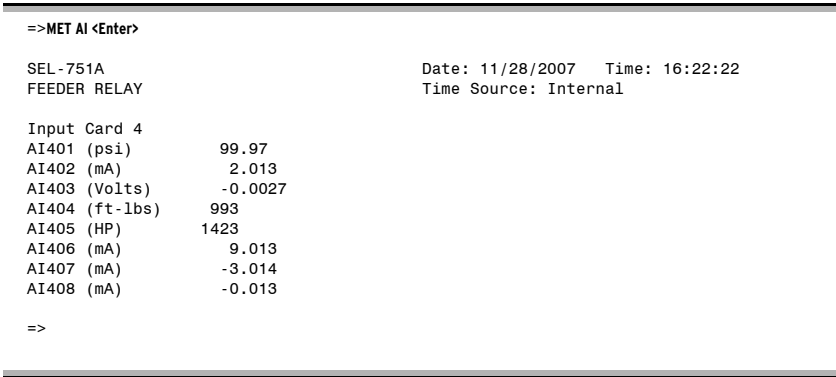 =>MET AI <Enter>
SEL-751A Date: 11/28/2007 Time: 16:22:22
FEEDER RELAY Time Source: Internal
Input Card 4
AI401 (psi) 99.97
AI402 (mA) 2.013
AI403 (Volts) -0.0027
AI404 (ft-lbs) 993
AI405 (HP) 1423
AI406 (mA) 9.013
AI407 (mA) -3.014
AI408 (mA) -0.013
=>